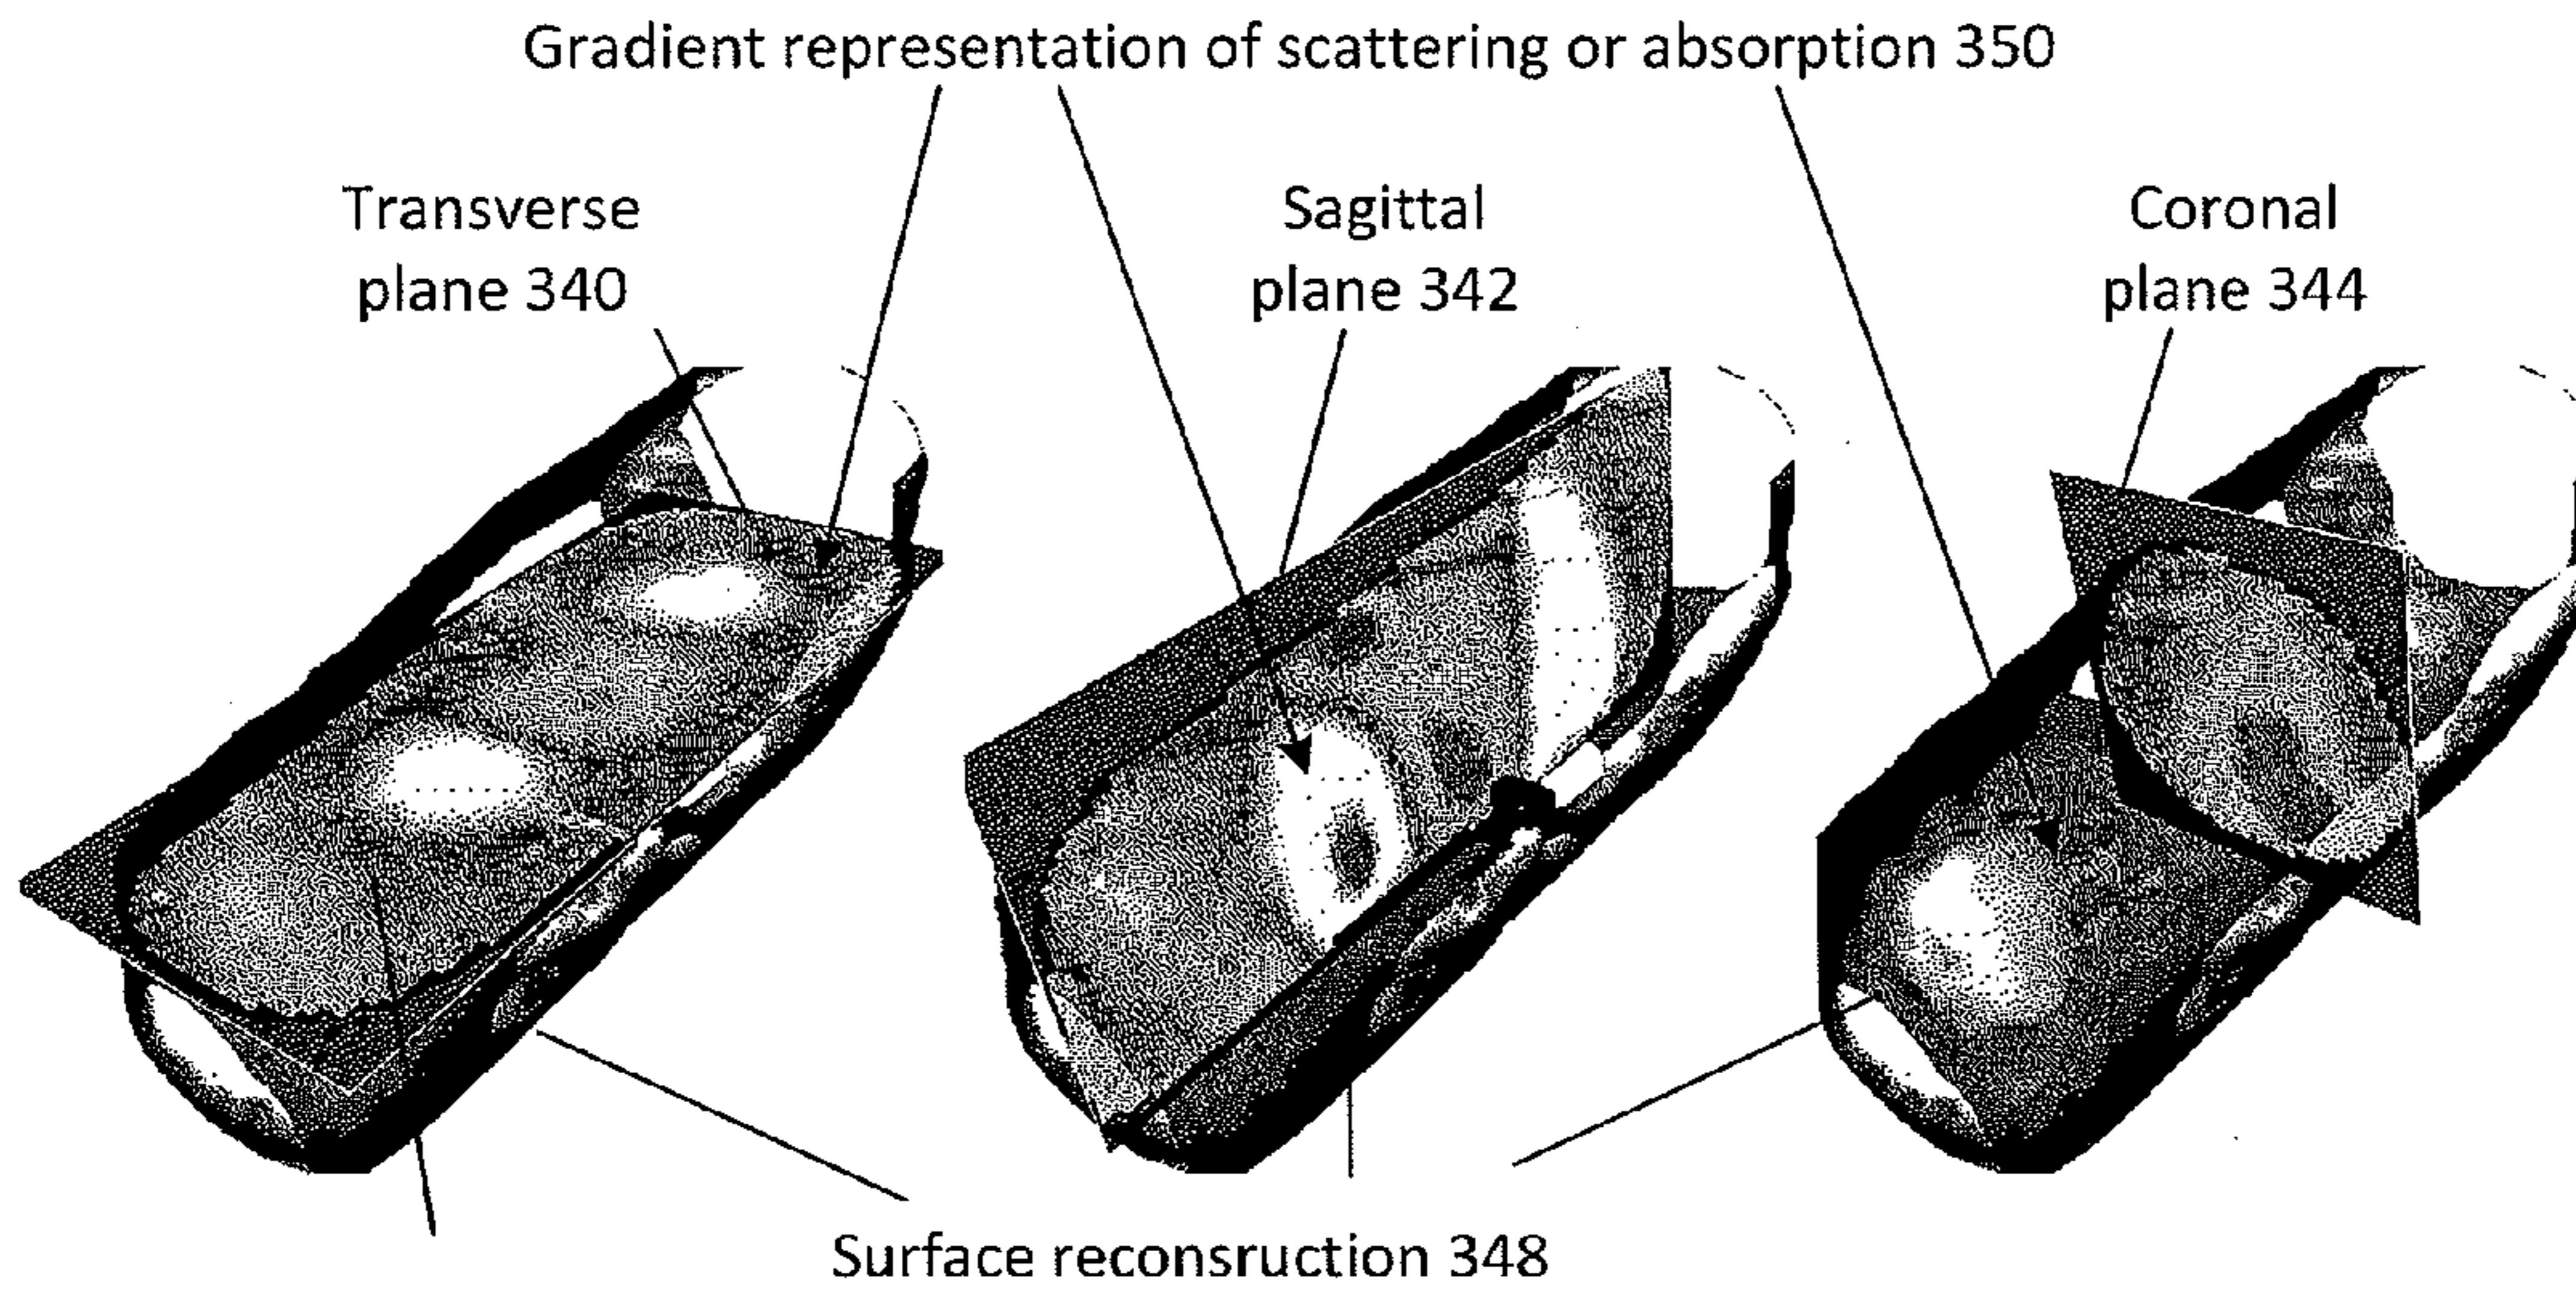 Gradient representation of scattering or absorption 350
Transverse
plane 340
Sagittal
plane 342
Coronal
plane 344
Surface reconsruction 348